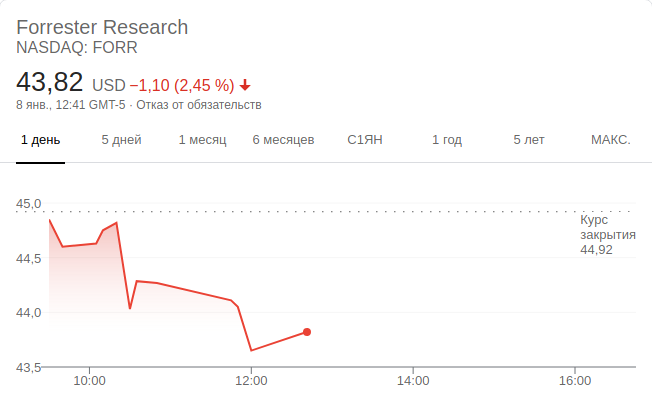 Forrester Research
NASDAQ: FORR
43,82 USD −1,10 (2,45 %)
8 янв., 12:41 GMT-5 · Отказ от обязательств
1 день 5 дней 1 месяц 6 месяцев С1ЯН 1 год 5 лет МАКС.
45,0
Курс
закрытия
44,92
44,5
44,0
43,5
10:00 12:00 14:00 16:00